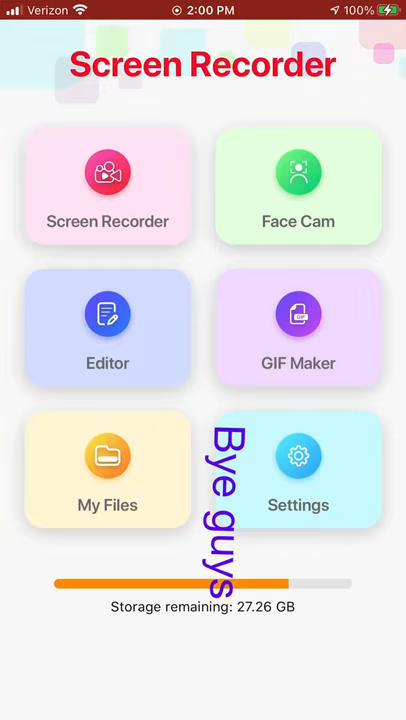 Verizon 2:00 PM 100%
Screen Recorder
Screen Recorder
Face Cam
Editor
GIF
GIF Maker
My Files
Settings
Bye guys
Storage remaining: 27.26 GB